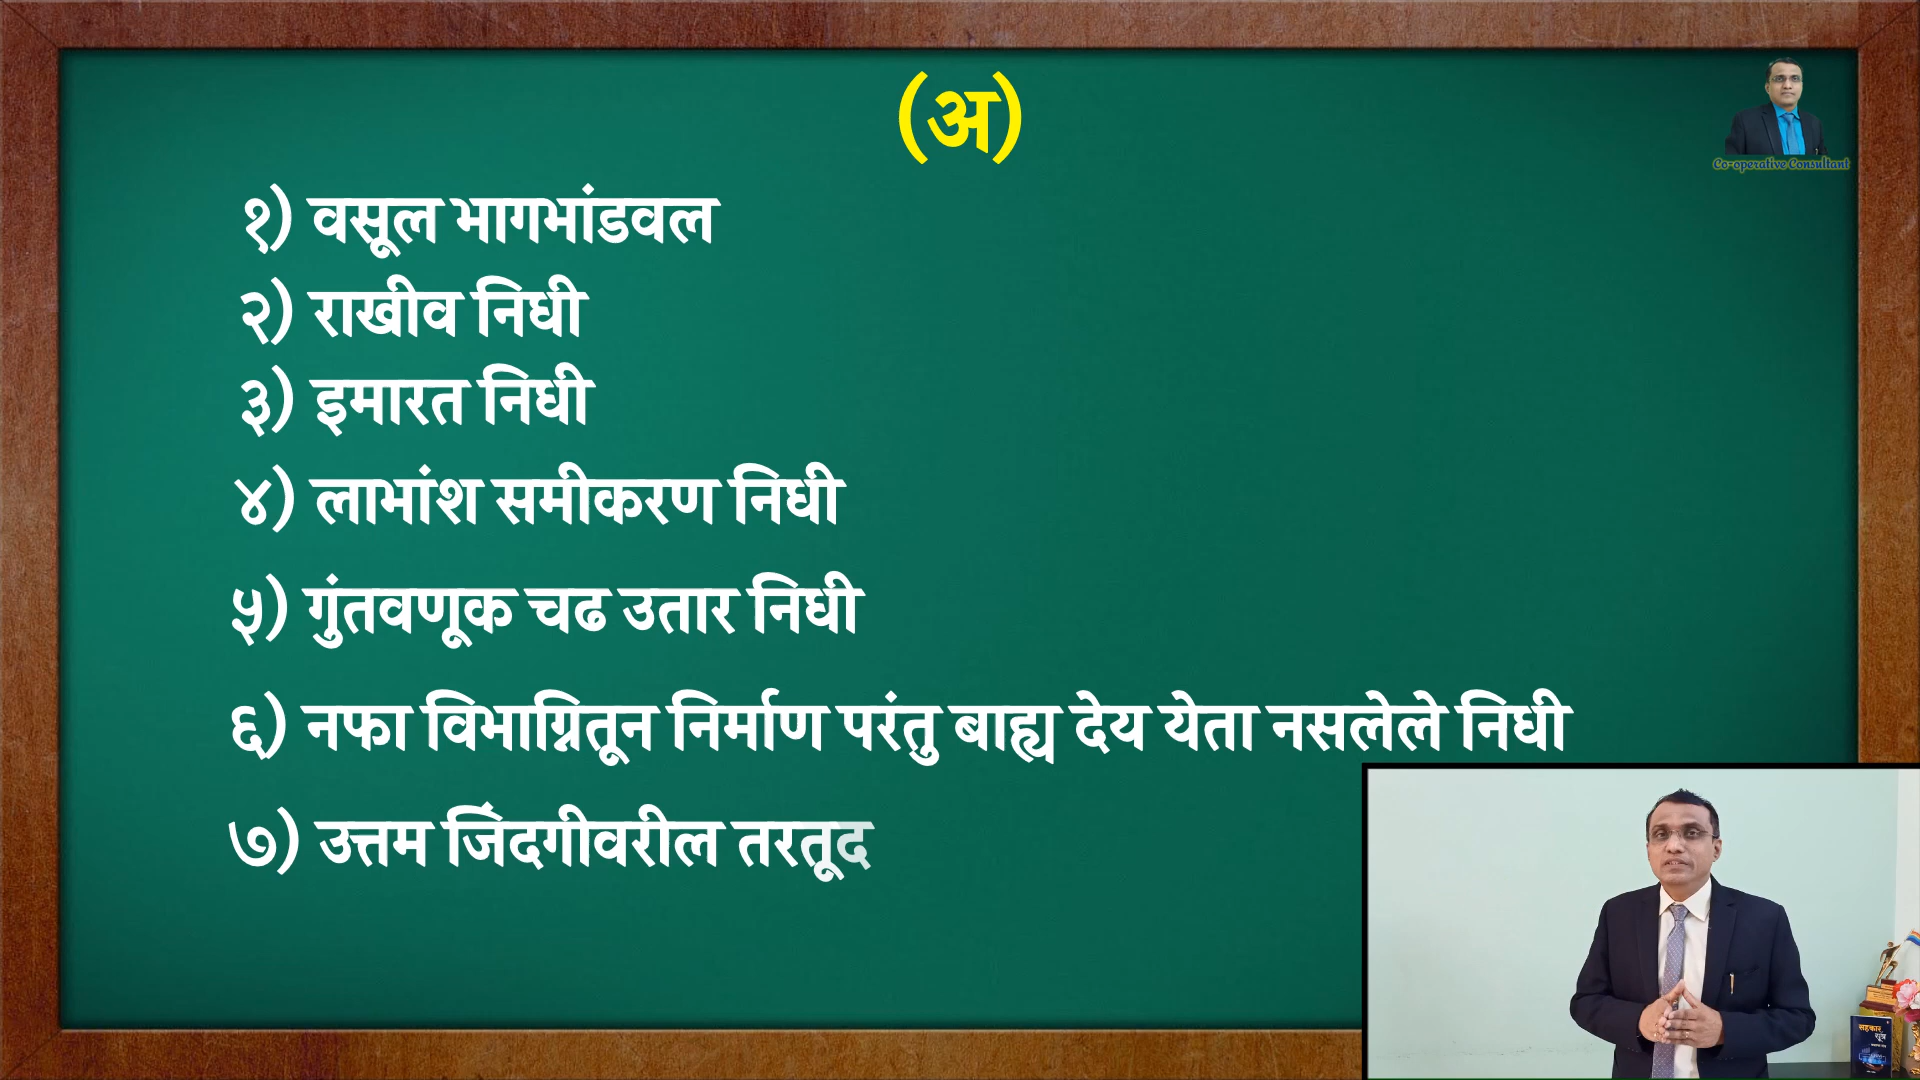 (अ)
Co-operative Consultant
१) वसूल भागभांडवल
२) राखीव निधी
३) इमारत निधी
४) लाभांश समीकरण निधी
५) गुंतवणूक चढ उतार निधी
६) नफा विभाग्नितून निर्माण परंतु बाह्य देय येता नसलेले निधी
७) उत्तम जिंदगीवरील तरतूद
सहकार
सूत्र